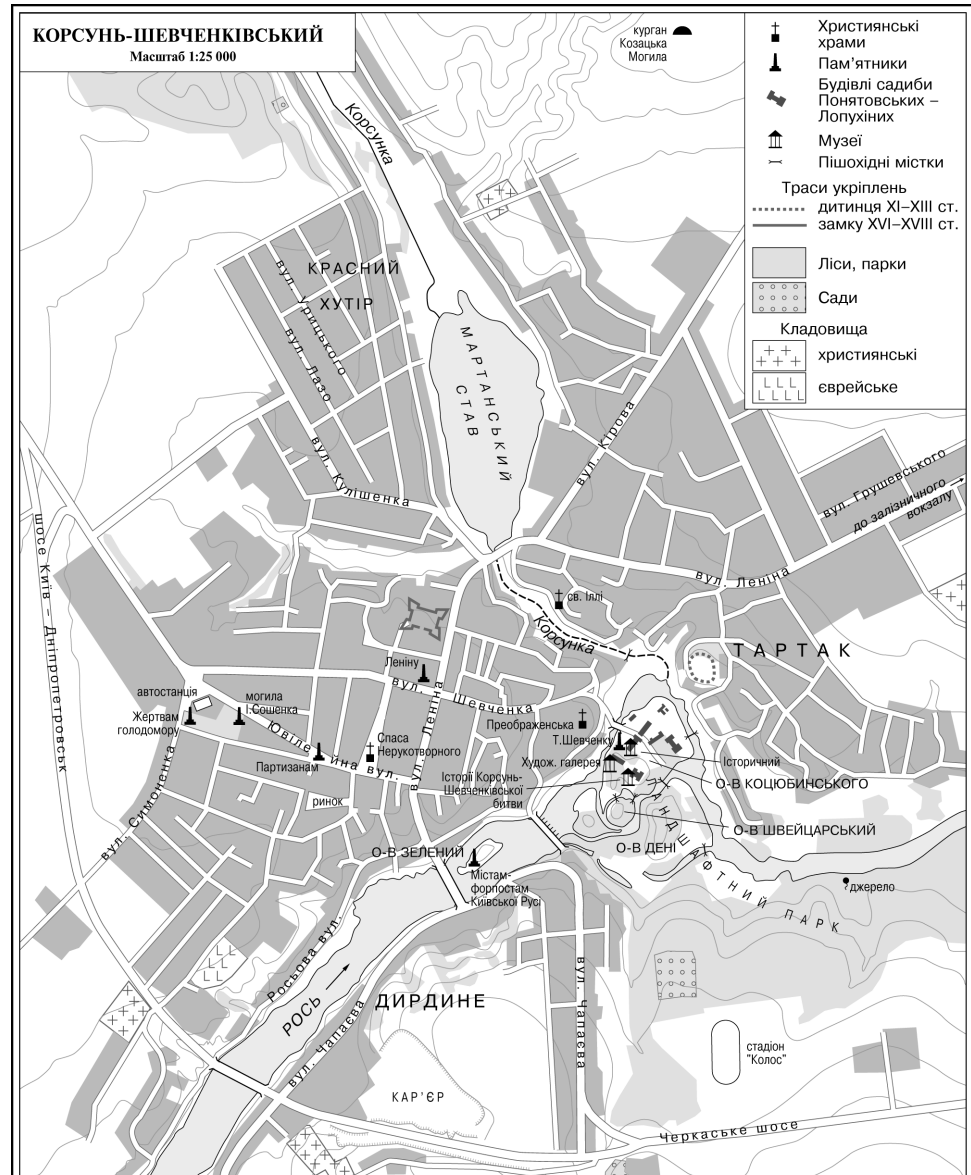 КОРСУНЬ-ШЕВЧЕНКІВСЬКИЙ
Масштаб 1:25 000
курган
Козацька
Могила
Християнські
храми
Пам'ятники
Будівлі садиби
Понятовських –
Лопухіних
Музеї
Пішохідні містки
Траси укріплень
дитинця XI–XIII ст.
замку XVI–XVIII ст.
Ліси, парки
Сади
Кладовища
християнські
єврейське
Корсунка
КРАСНИЙ
ХУТІР
вул. Урицького
вул. Лазо
вул. Кулішенка
МАРТАНСЬКИЙ
СТАВ
вул. Кірова
вул. Грушевського
до залізничного
вокзалу
вул. Леніна
шосе Київ – Дніпропетровськ
св. Іллі
Корсунка
ТАРТАК
Леніну
вул. Шевченка
автостанція
могила
І.Сошенка
Жертвам
голодомору
Ювілейна вул.
Партизанам
Спаса
Нерукотворного
вул. Леніна
Преображенська
Т.Шевченку
Худож. галерея
Історичний
Історії Корсунь-
Шевченківської
битви
О-В КОЦЮБИНСЬКОГО
ринок
вул. Симоненка
О-В ШВЕЙЦАРСЬКИЙ
О-В ДЕНІ
О-В ЗЕЛЕНИЙ
Містам-
форпостам
Київської Русі
ЛАНДШАФТНИЙ ПАРК
джерело
Росьова вул.
РОСЬ
ДИРДИНЕ
вул. Чапаєва
вул. Чапаєва
стадіон
"Колос"
КАР'ЄР
Черкаське шосе